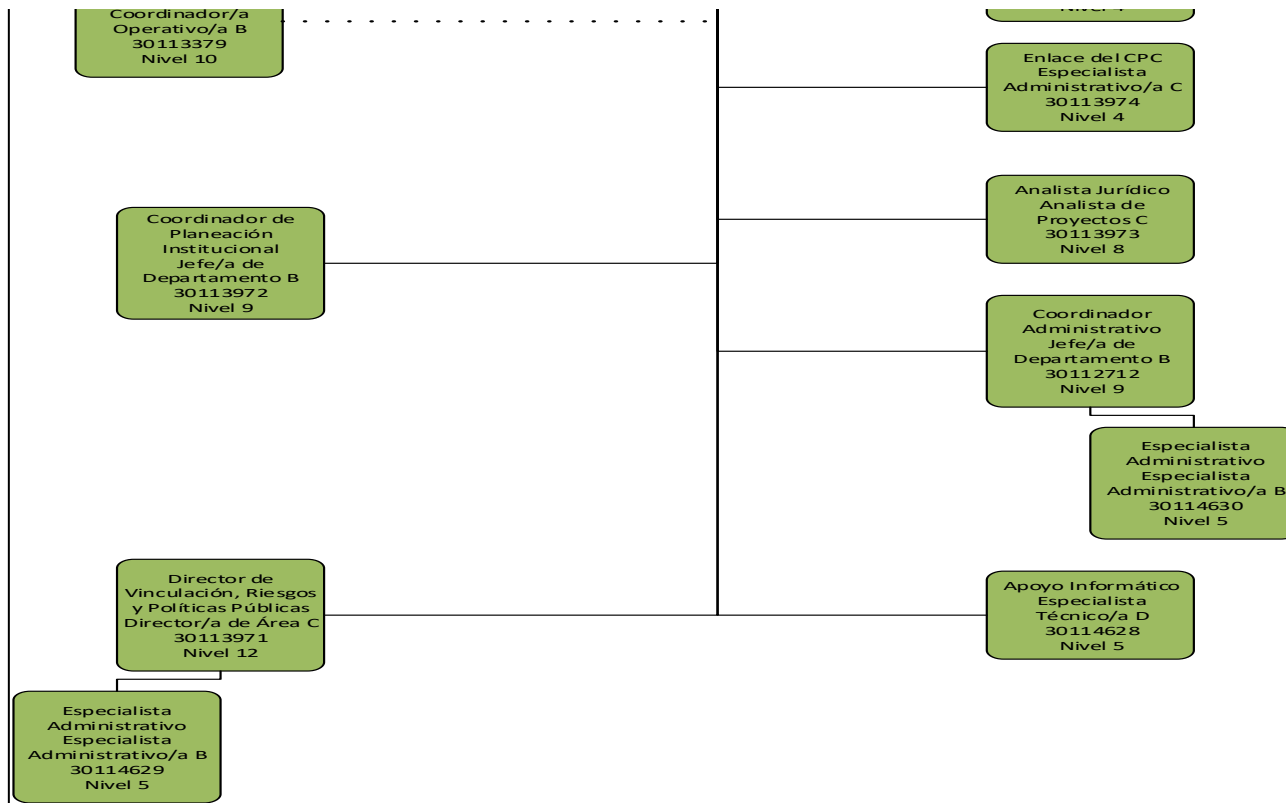 Coordinador/a
Operativo/a B
30113379
Nivel 10
Enlace del CPC
Especialista
Administrativo/a C
30113974
Nivel 4
Analista Jurídico
Analista de
Proyectos C
30113973
Nivel 8
Coordinador de
Planeación
Institucional
Jefe/a de
Departamento B
30113972
Nivel 9
Coordinador
Administrativo
Jefe/a de
Departamento B
30112712
Nivel 9
Especialista
Administrativo
Especialista
Administrativo/a B
30114630
Nivel 5
Director de
Vinculación, Riesgos
y Políticas Públicas
Director/a de Área C
30113971
Nivel 12
Apoyo Informático
Especialista
Técnico/a D
30114628
Nivel 5
Especialista
Administrativo
Especialista
Administrativo/a B
30114629
Nivel 5